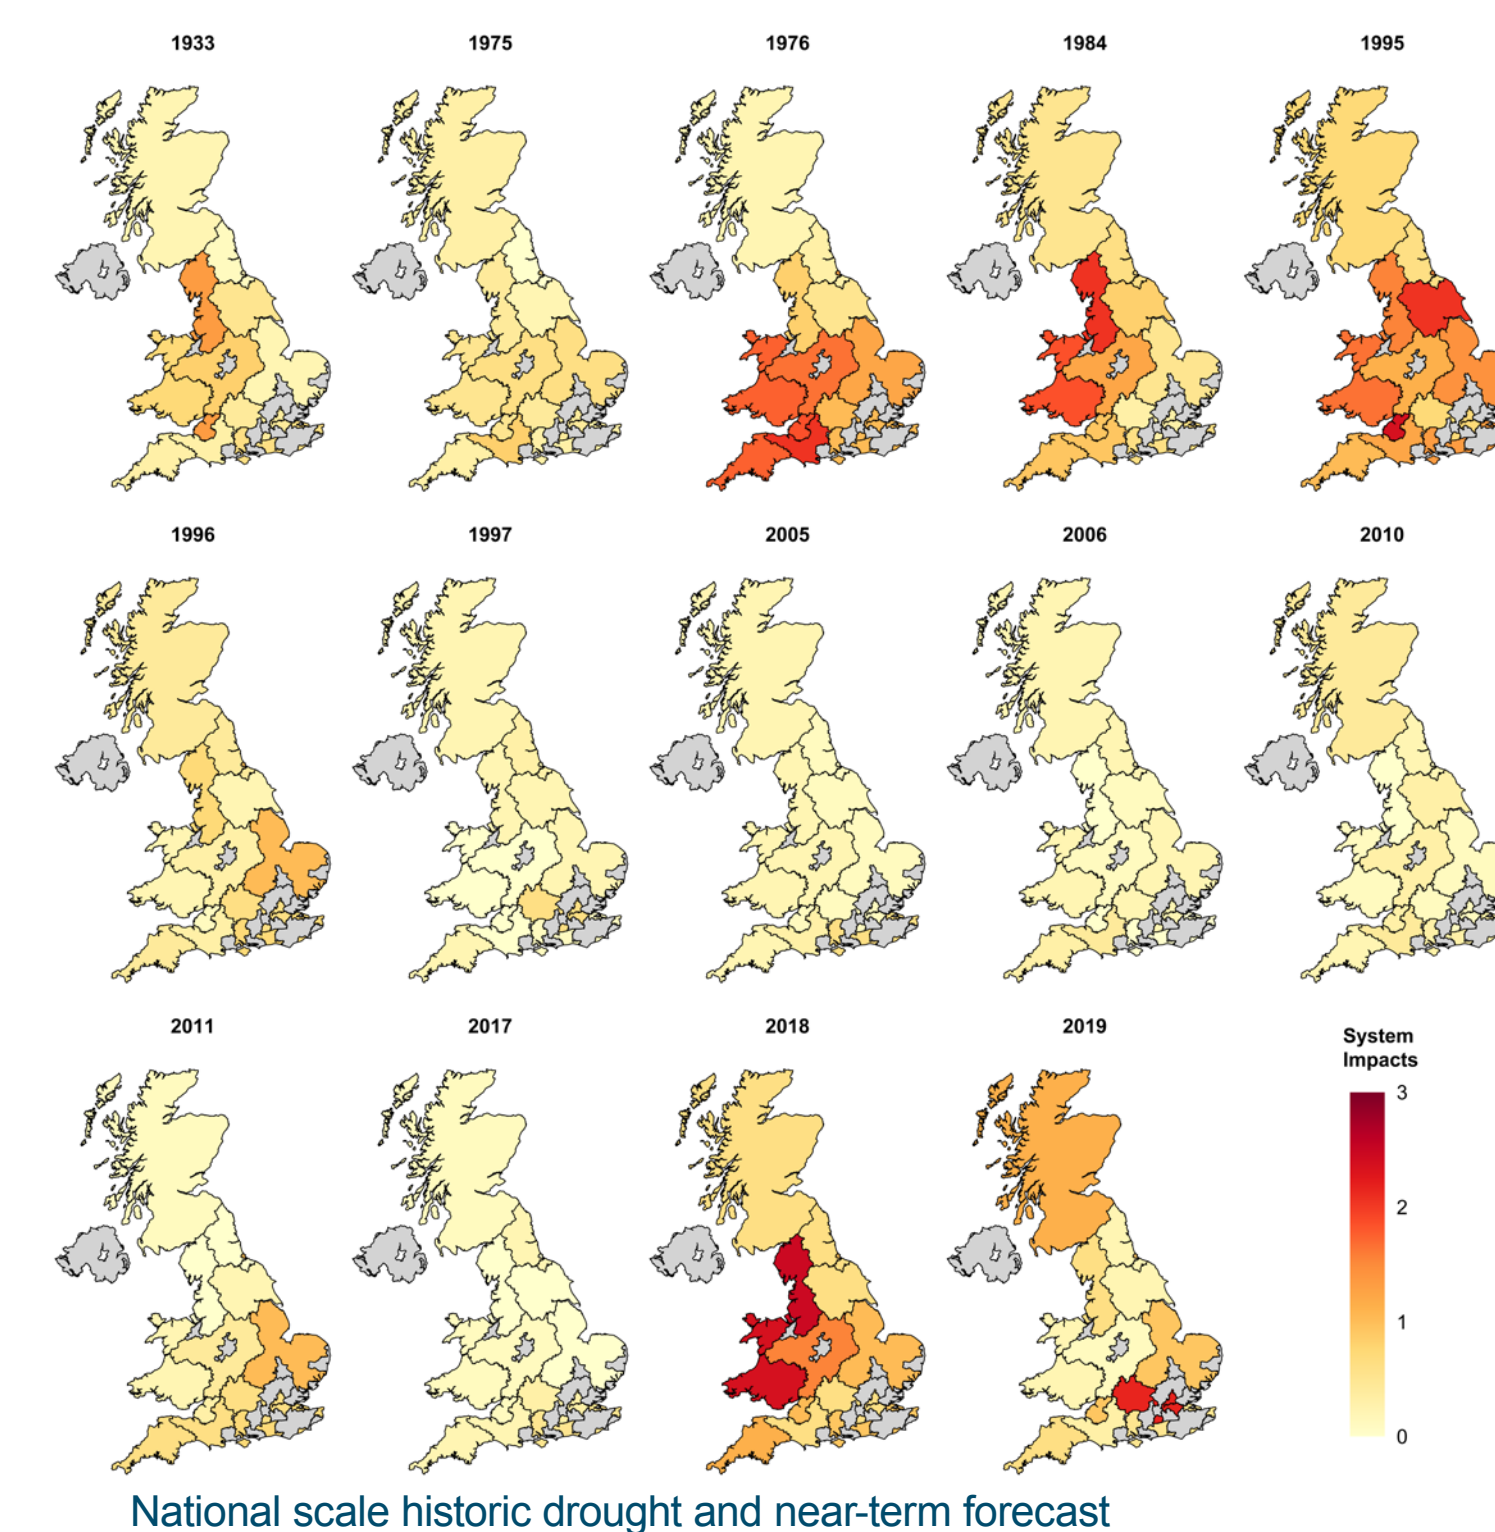 1933 1975 1976 1984 1995
1996 1997 2005 2006 2010
2011 2017 2018 2019
System
Impacts
3
2
1
0
National scale historic drought and near-term forecast